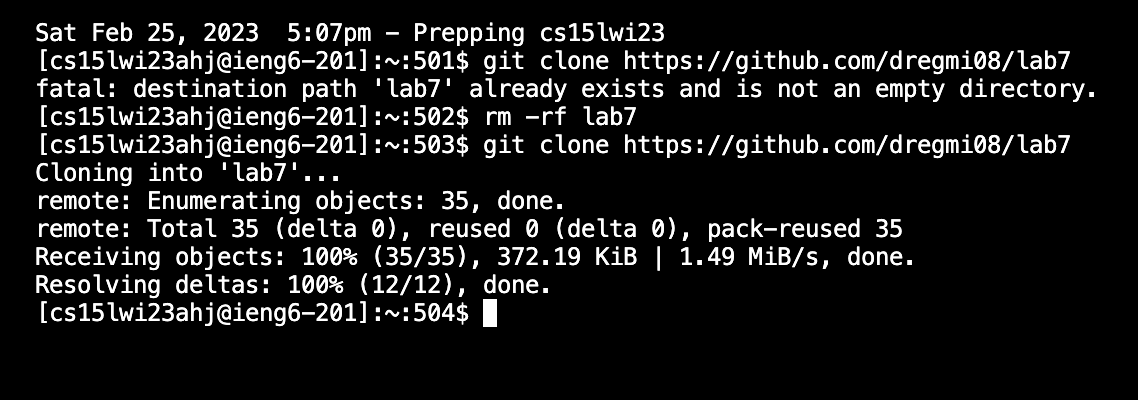 Sat Feb 25, 2023  5:07pm - Prepping cs15lwi23
[cs15lwi23ahj@ieng6-201]:~:501$ git clone https://github.com/dregmi08/lab7
fatal: destination path 'lab7' already exists and is not an empty directory.
[cs15lwi23ahj@ieng6-201]:~:502$ rm -rf lab7
[cs15lwi23ahj@ieng6-201]:~:503$ git clone https://github.com/dregmi08/lab7
Cloning into 'lab7'...
remote: Enumerating objects: 35, done.
remote: Total 35 (delta 0), reused 0 (delta 0), pack-reused 35
Receiving objects: 100% (35/35), 372.19 KiB | 1.49 MiB/s, done.
Resolving deltas: 100% (12/12), done.
[cs15lwi23ahj@ieng6-201]:~:504$